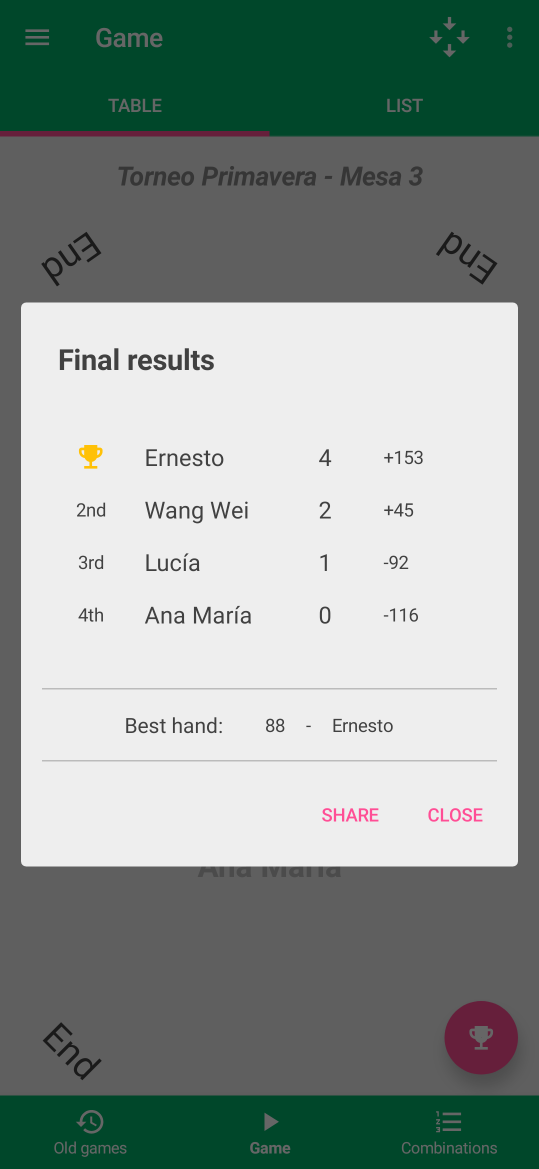 Game
TABLE LIST
Torneo Primavera - Mesa 3
End End
Final results
Ernesto 4 +153
2nd Wang Wei 2 +45
3rd Lucía 1 -92
4th Ana María 0 -116
Best hand: 88 - Ernesto
SHARE CLOSE
Ana María
End
Old games Game Combinations